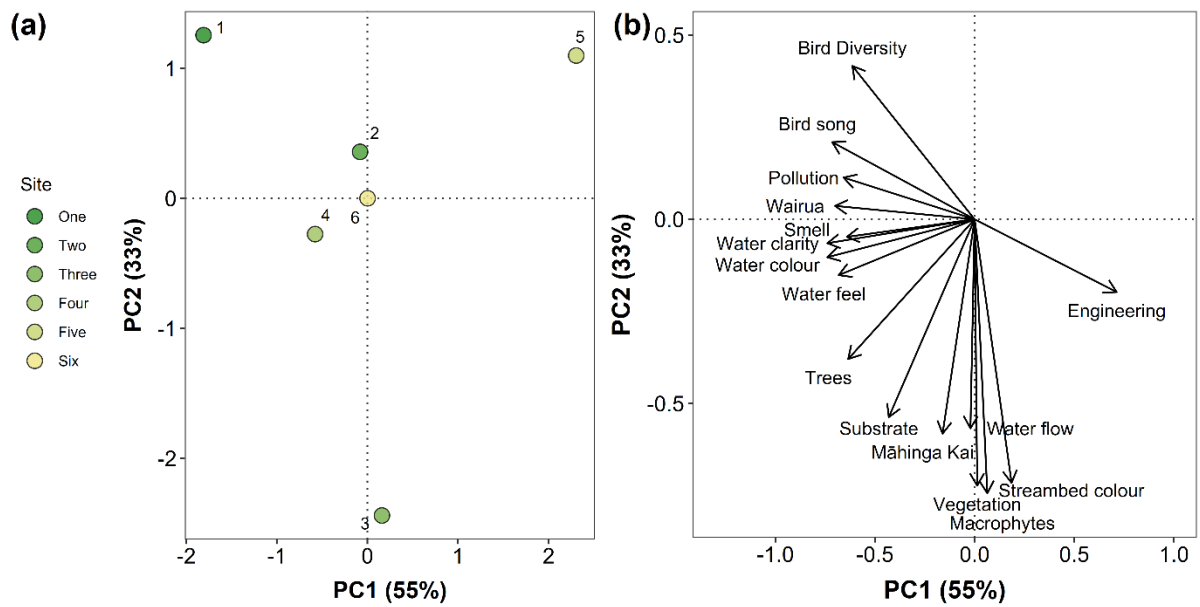 (a)
1
5
2
4
6
3
1
0
-1
-2
-2
-1
0
1
2
PC1 (55%)
PC2 (33%)
Site
One
Two
Three
Four
Five
Six
(b)
Bird Diversity
Bird song
Pollution
Wairua
Smell
Water clarity
Water colour
Water feel
Engineering
Trees
Substrate
Water flow
Māhinga Kai
Streambed colour
Vegetation
Macrophytes
0.5
0.0
-0.5
-1.0
-0.5
0.0
0.5
1.0
PC1 (55%)
PC2 (33%)